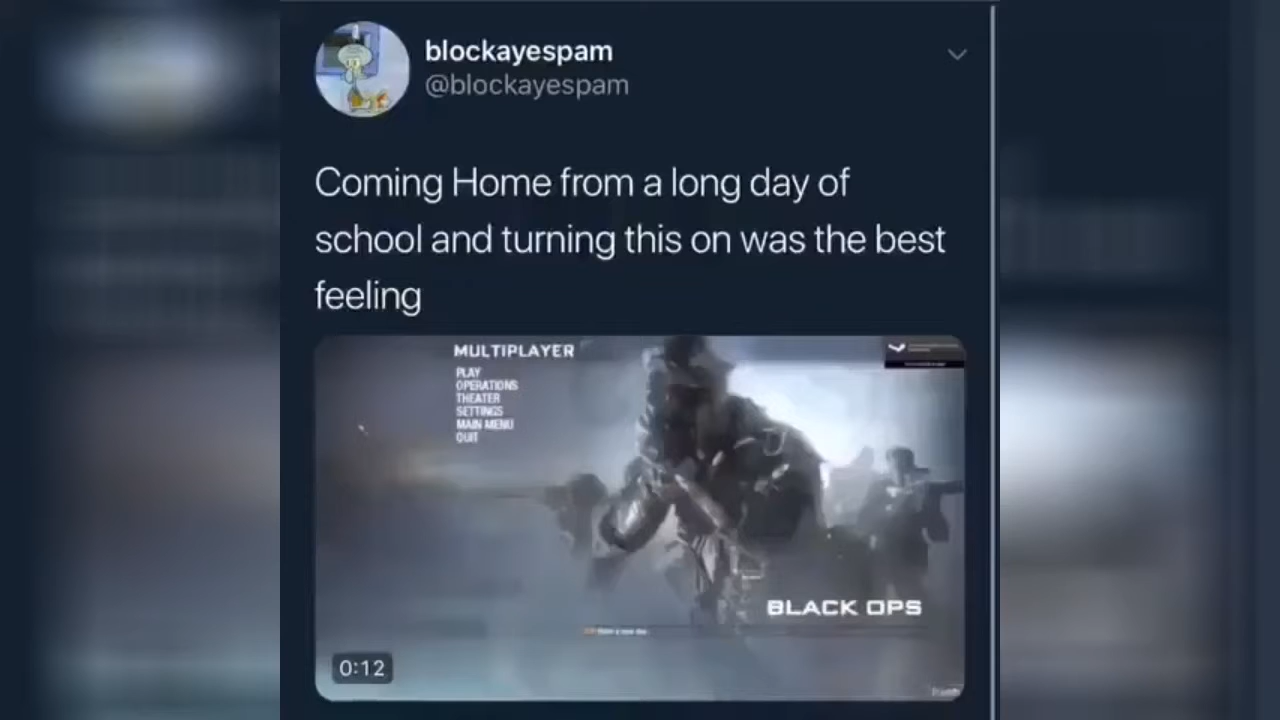 blockayespam
@blockayespam
Coming Home from a long day of
school and turning this on was the best
feeling
MULTIPLAYER
PLAY
OPERATIONS
THEATER
SETTINGS
MAIN MENU
QUIT
BLACK OPS
0:12